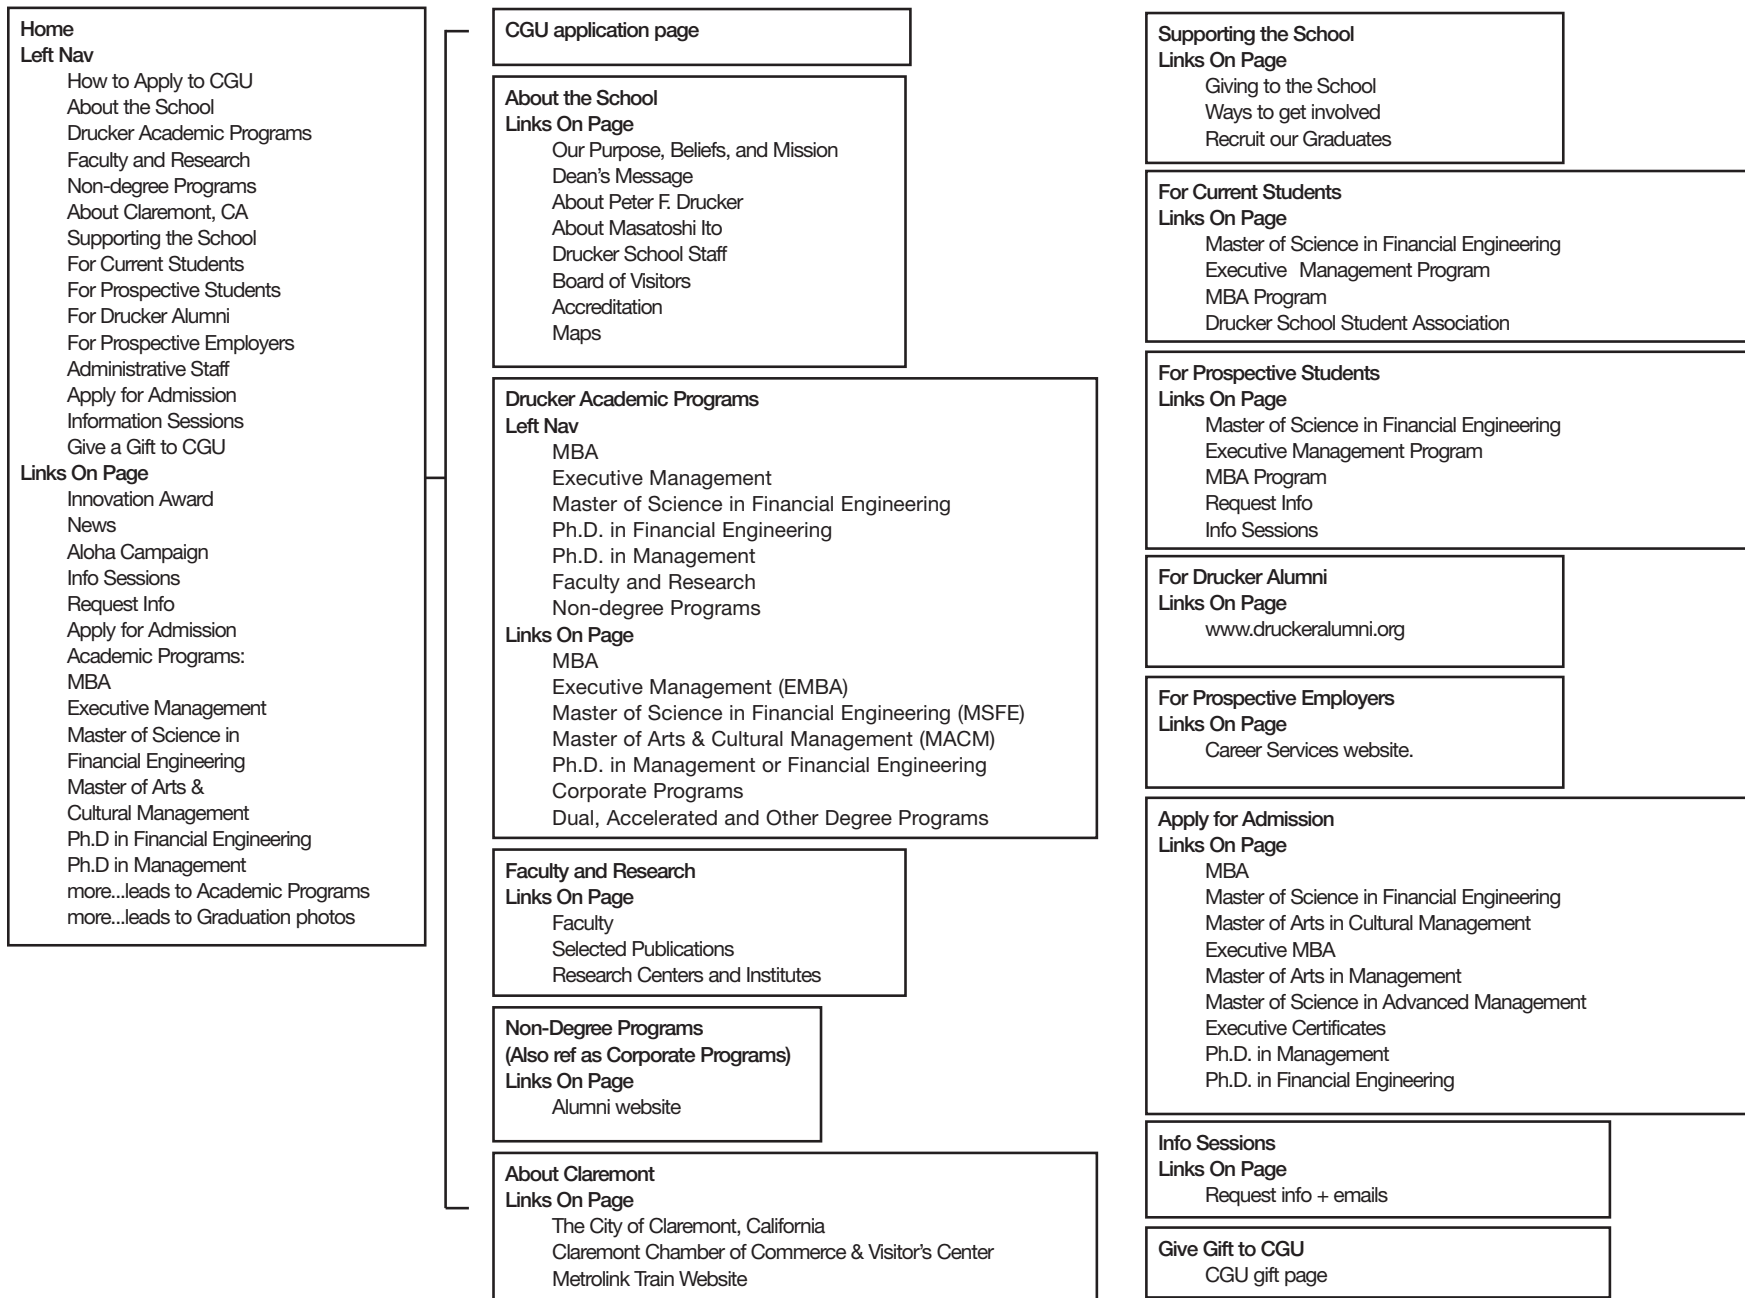 Home
Left Nav
How to Apply to CGU
About the School
Drucker Academic Programs
Faculty and Research
Non-degree Programs
About Claremont, CA
Supporting the School
For Current Students
For Prospective Students
For Drucker Alumni
For Prospective Employers
Administrative Staff
Apply for Admission
Information Sessions
Give a Gift to CGU
Links On Page
Innovation Award
News
Aloha Campaign
Info Sessions
Request Info
Apply for Admission
Academic Programs:
MBA
Executive Management
Master of Science in
Financial Engineering
Master of Arts &
Cultural Management
Ph.D in Financial Engineering
Ph.D in Management
more...leads to Academic Programs
more...leads to Graduation photos
CGU application page
About the School
Links On Page
Our Purpose, Beliefs, and Mission
Dean's Message
About Peter F. Drucker
About Masatoshi Ito
Drucker School Staff
Board of Visitors
Accreditation
Maps
Drucker Academic Programs
Left Nav
MBA
Executive Management
Master of Science in Financial Engineering
Ph.D. in Financial Engineering
Ph.D. in Management
Faculty and Research
Non-degree Programs
Links On Page
MBA
Executive Management (EMBA)
Master of Science in Financial Engineering (MSFE)
Master of Arts & Cultural Management (MACM)
Ph.D. in Management or Financial Engineering
Corporate Programs
Dual, Accelerated and Other Degree Programs
Faculty and Research
Links On Page
Faculty
Selected Publications
Research Centers and Institutes
Non-Degree Programs
(Also ref as Corporate Programs)
Links On Page
Alumni website
About Claremont
Links On Page
The City of Claremont, California
Claremont Chamber of Commerce & Visitor's Center
Metrolink Train Website
Supporting the School
Links On Page
Giving to the School
Ways to get involved
Recruit our Graduates
For Current Students
Links On Page
Master of Science in Financial Engineering
Executive Management Program
MBA Program
Drucker School Student Association
For Prospective Students
Links On Page
Master of Science in Financial Engineering
Executive Management Program
MBA Program
Request Info
Info Sessions
For Drucker Alumni
Links On Page
www.druckeralumni.org
For Prospective Employers
Links On Page
Career Services website.
Apply for Admission
Links On Page
MBA
Master of Science in Financial Engineering
Master of Arts in Cultural Management
Executive MBA
Master of Arts in Management
Master of Science in Advanced Management
Executive Certificates
Ph.D. in Management
Ph.D. in Financial Engineering
Info Sessions
Links On Page
Request info + emails
Give Gift to CGU
CGU gift page